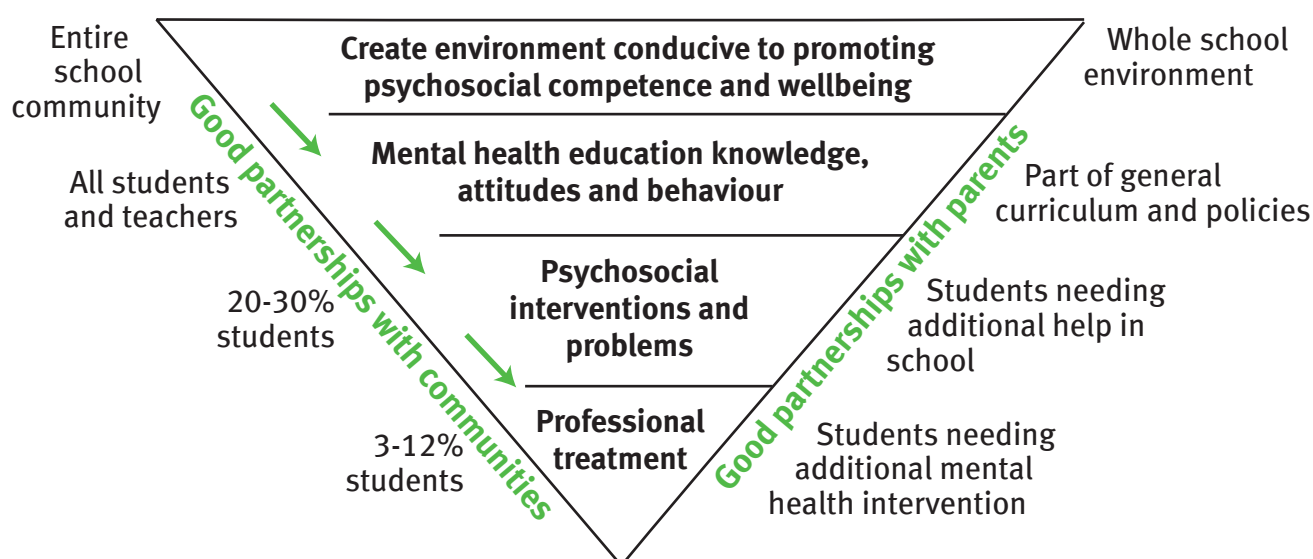 Entire
school
community
Create environment conducive to promoting
psychosocial competence and wellbeing
Whole school
environment
All students
and teachers
Mental health education knowledge,
attitudes and behaviour
Part of general
curriculum and policies
20-30%
students
Psychosocial
interventions and
problems
Students needing
additional help in
school
3-12%
students
Professional
treatment
Students needing
additional mental
health intervention
Good partnerships with communities
Good partnerships with parents